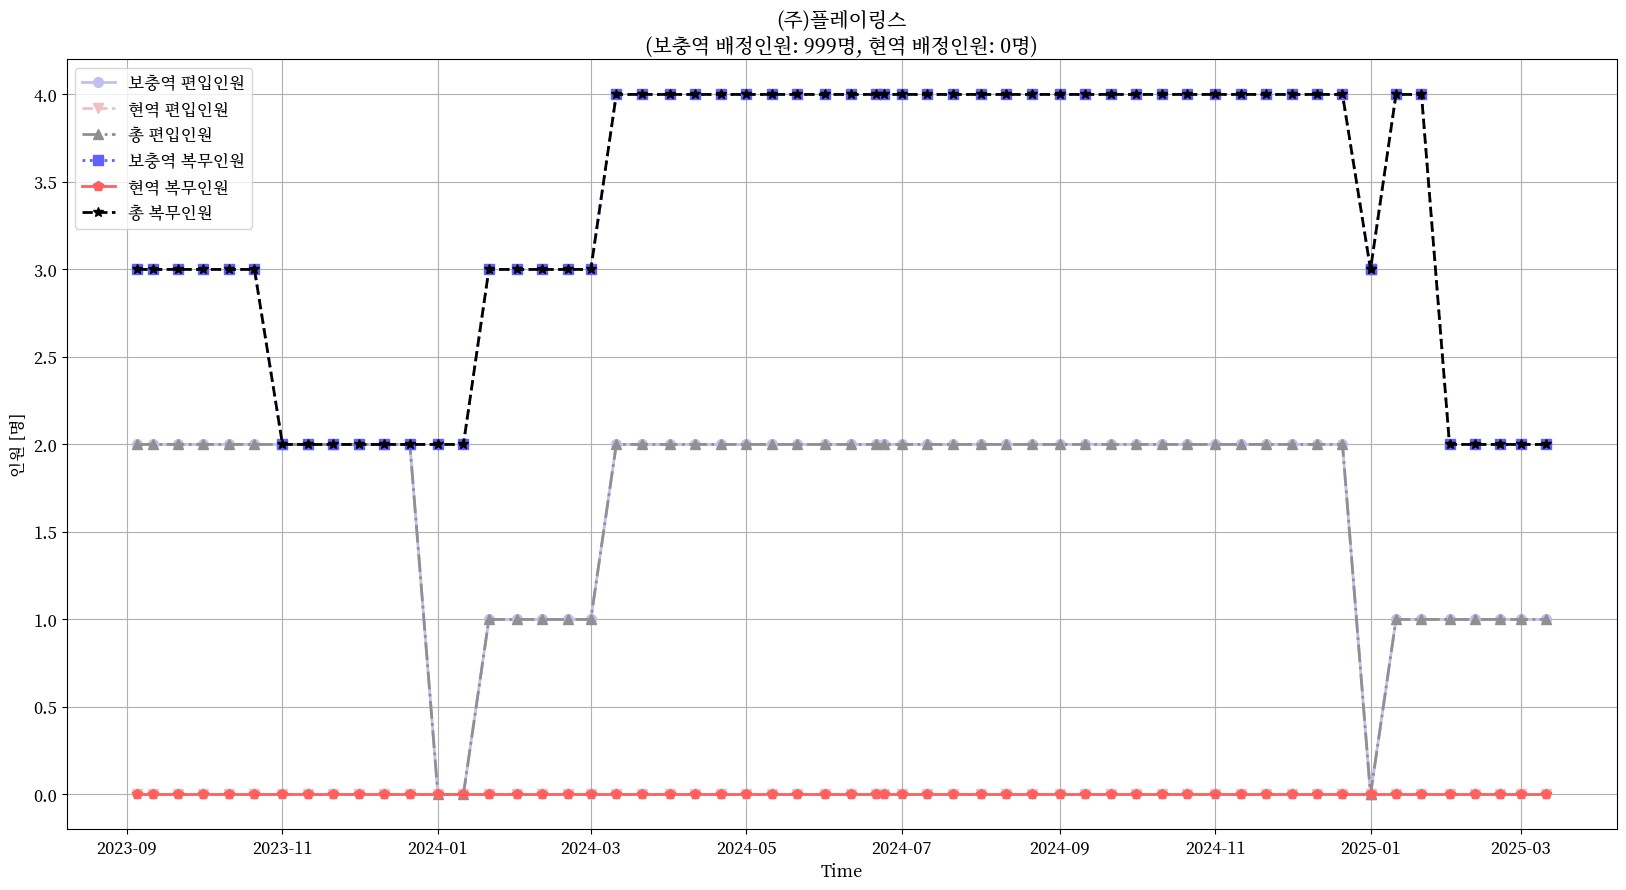 (주)플레이링스
(보충역 배정인원: 999명, 현역 배정인원: 0명)
보충역 편입인원
현역 편입인원
총 편입인원
보충역 복무인원
현역 복무인원
총 복무인원
인원 [명]
4.0
3.5
3.0
2.5
2.0
1.5
1.0
0.5
0.0
2023-09 2023-11 2024-01 2024-03 2024-05 2024-07 2024-09 2024-11 2025-01 2025-03
Time